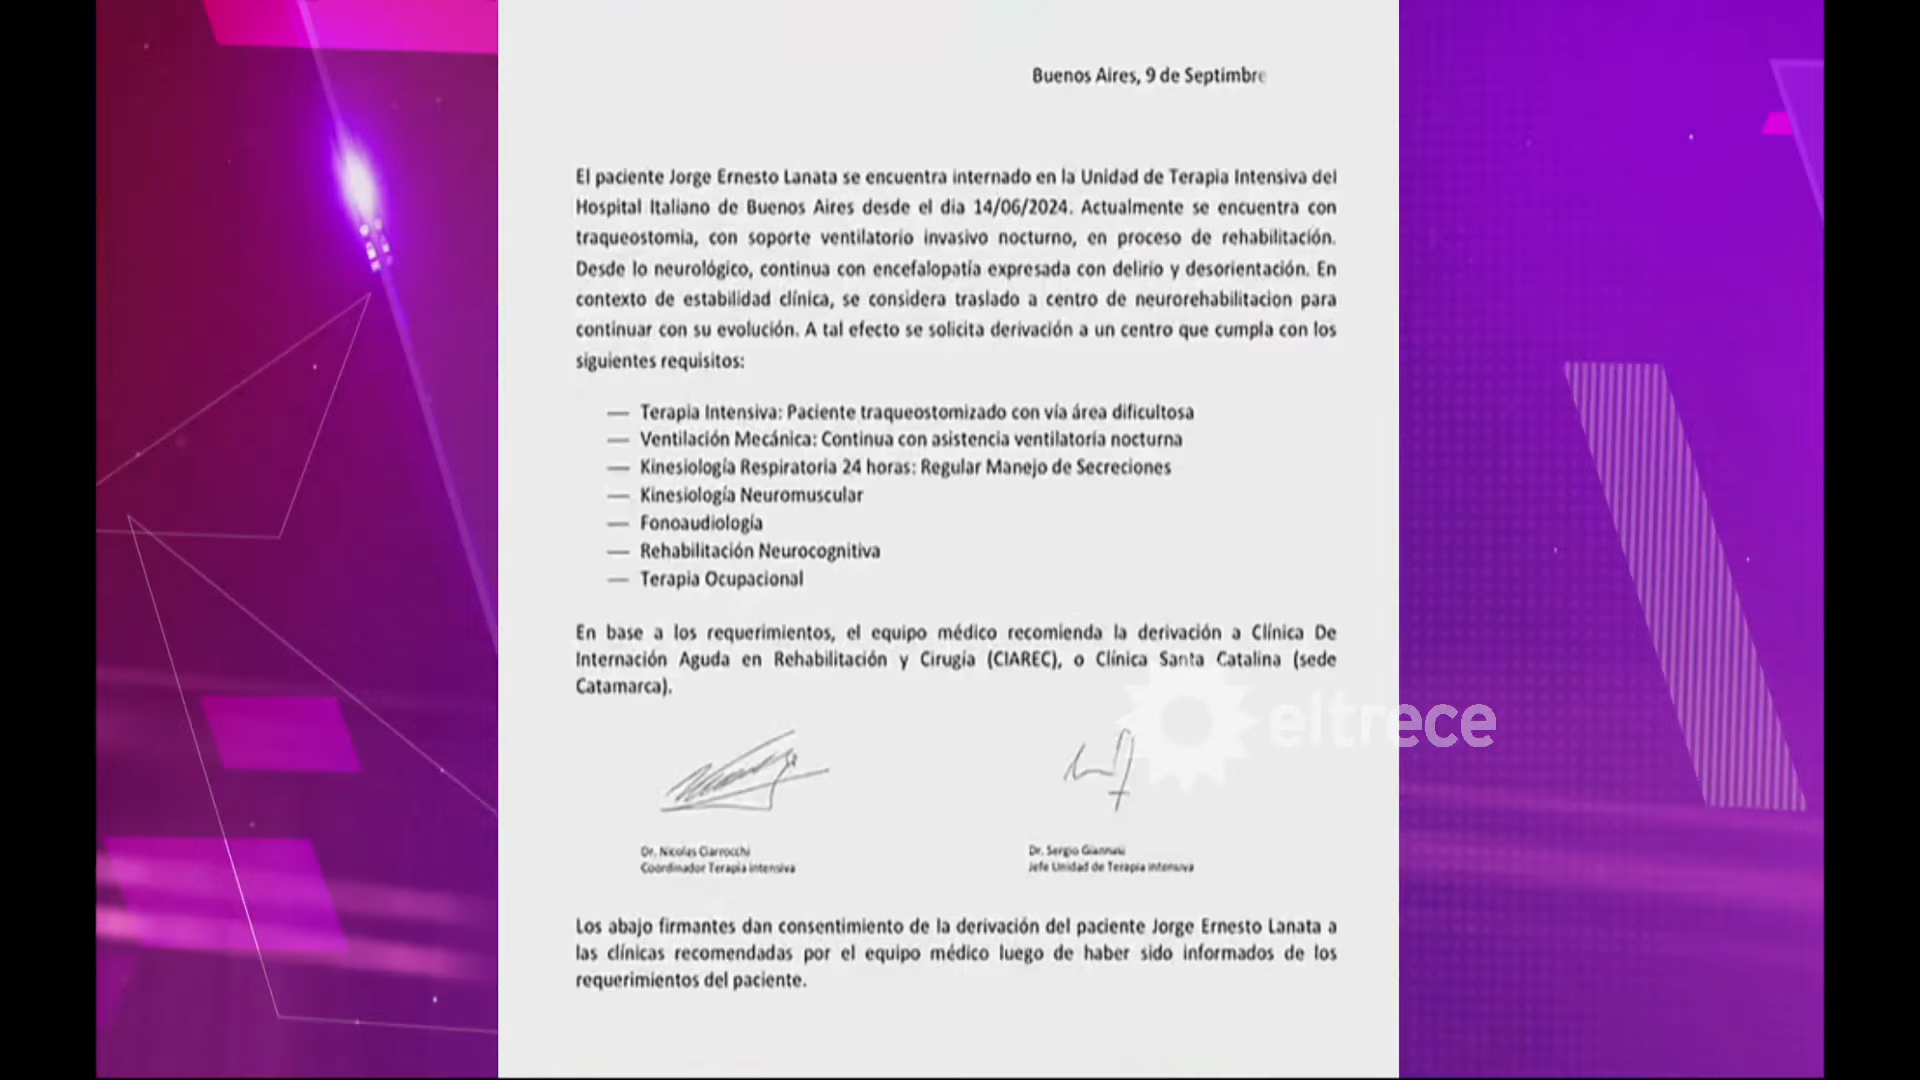 Buenos Aires, 9 de Septimbre
El paciente Jorge Ernesto Lanata se encuentra internado en la Unidad de Terapia Intensiva del
Hospital Italiano de Buenos Aires desde el dia 14/06/2024. Actualmente se encuentra con
traqueostomia, con soporte ventilatorio invasivo nocturno, en proceso de rehabilitación.
Desde lo neurológico, continua con encefalopatía expresada con delirio y desorientación. En
contexto de estabilidad clínica, se considera traslado a centro de neurorehabilitacion para
continuar con su evolución. A tal efecto se solicita derivación a un centro que cumpla con los
siguientes requisitos:
— Terapia Intensiva: Paciente traqueostomizado con vía área dificultosa
— Ventilación Mecánica: Continua con asistencia ventilatoria nocturna
— Kinesiología Respiratoria 24 horas: Regular Manejo de Secreciones
— Kinesiología Neuromuscular
— Fonoaudiología
— Rehabilitación Neurocognitiva
— Terapia Ocupacional
En base a los requerimientos, el equipo médico recomienda la derivación a Clínica De
Internación Aguda en Rehabilitación y Cirugía (CIAREC), o Clínica Santa Catalina (sede
Catamarca).
eltrece
Dr. Nicolas Ciarrocchi
Coordinador Terapia Intensiva
Dr. Sergio
Jefe Unidad de Terapia Intensiva
Los abajo firmantes dan consentimiento de la derivación del paciente Jorge Ernesto Lanata a
las clínicas recomendadas por el equipo médico luego de haber sido informados de los
requerimientos del paciente.